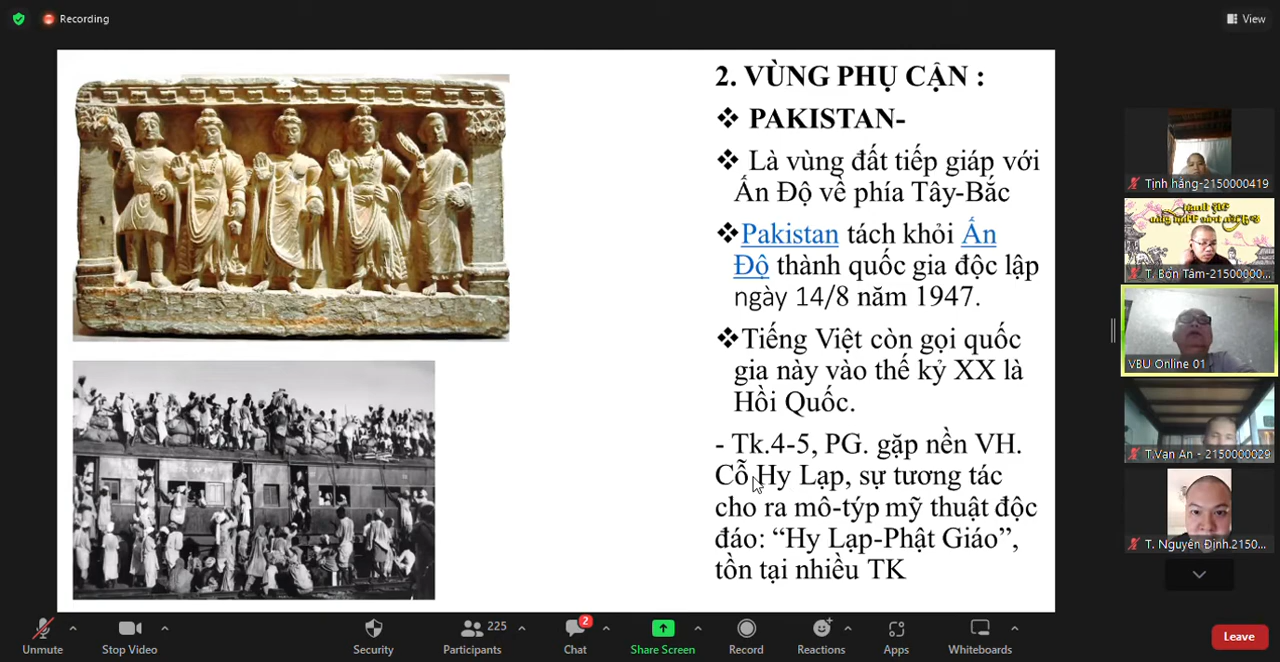 Recording
View
2. VÙNG PHỤ CẬN :
❖ PAKISTAN-
❖ Là vùng đất tiếp giáp với
Ấn Độ về phía Tây-Bắc
❖Pakistan tách khỏi Ấn
Độ thành quốc gia độc lập
ngày 14/8 năm 1947.
❖Tiếng Việt còn gọi quốc
gia này vào thế kỷ XX là
Hồi Quốc.
- Tk.4-5, PG. gặp nền VH.
Cỗ Hy Lạp, sự tương tác
cho ra mô-týp mỹ thuật độc
đáo: “Hy Lạp-Phật Giáo”,
tồn tại nhiều TK
Tịnh hằng-2150000419
T. Bổn Tâm-21500000...
VBU Online 01
T.Vạn An - 2150000029
T. Nguyên Định.2150...
Unmute
Stop Video
Security
225
Participants
2
Chat
Share Screen
Record
Reactions
Apps
Whiteboards
Leave